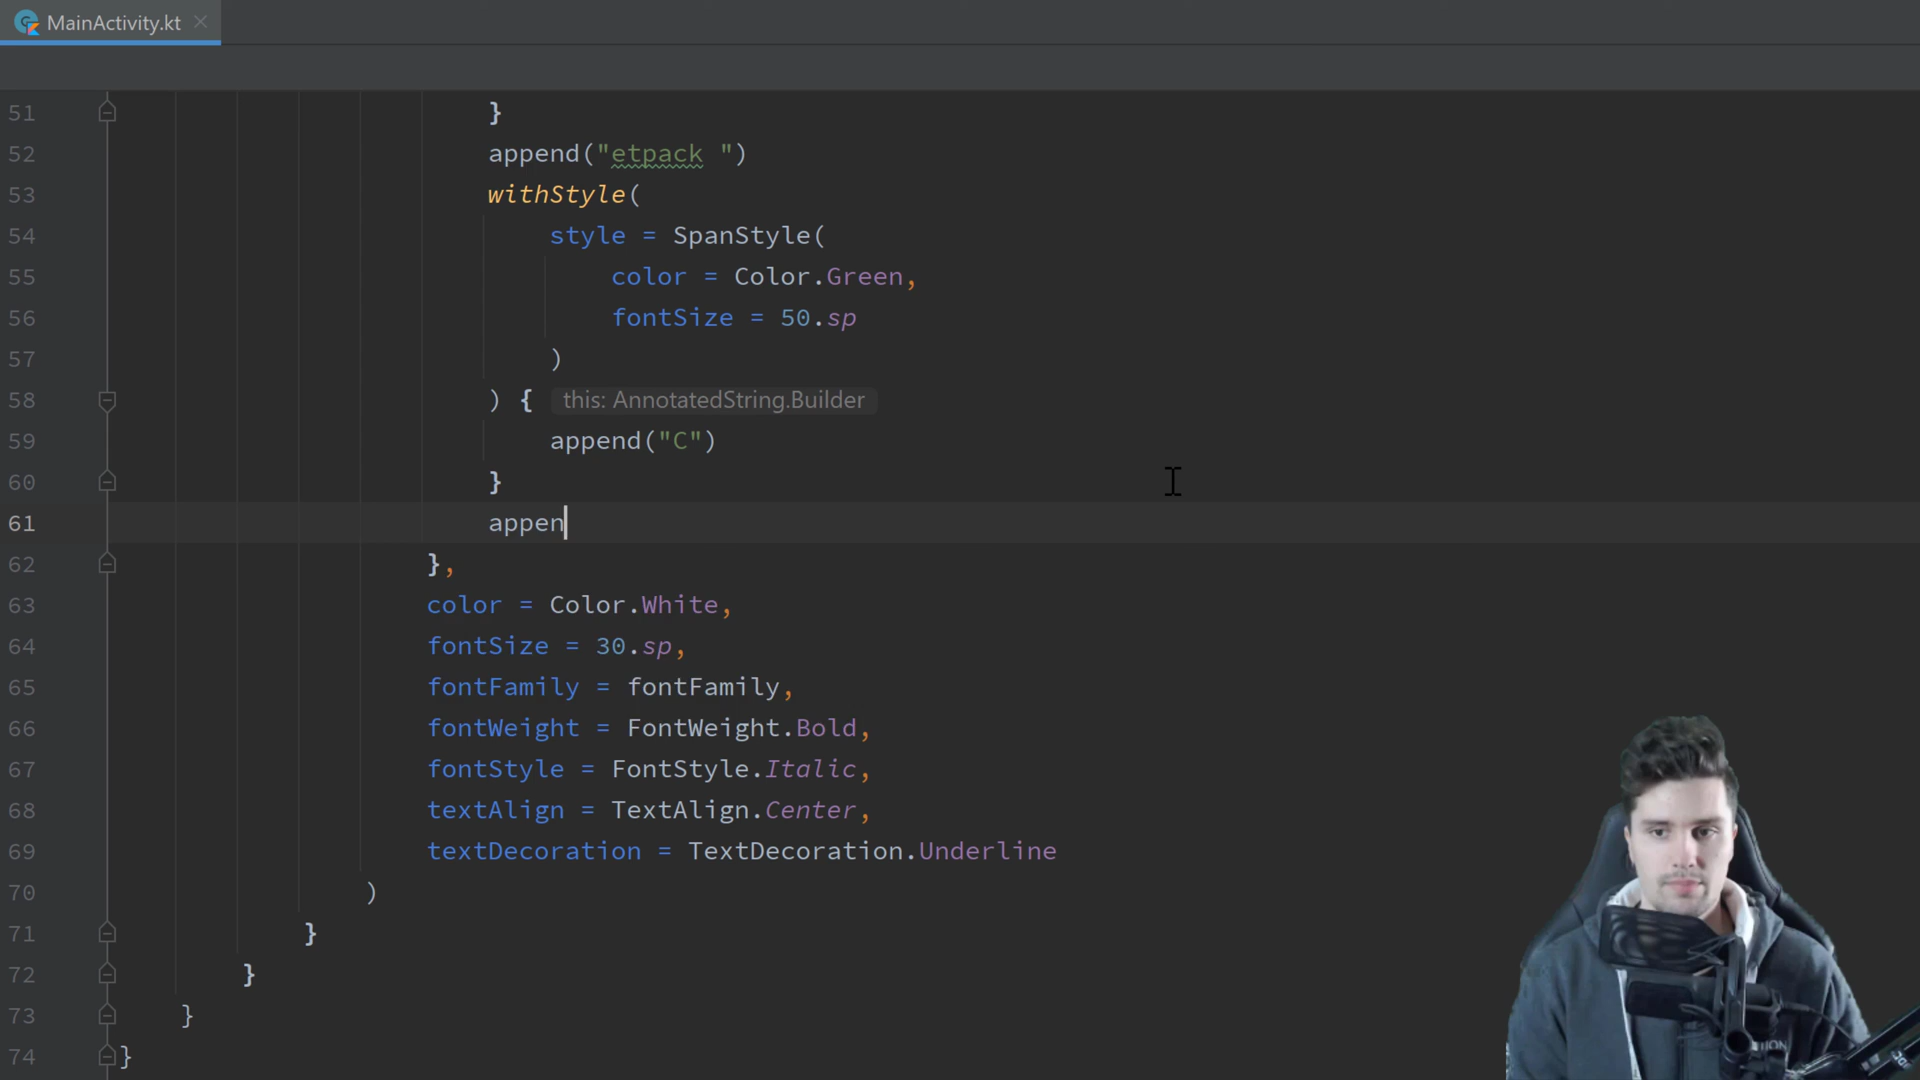 MainActivity.kt
51 }
52 append("etpack ")
53 withStyle(
54 style = SpanStyle(
55 color = Color.Green,
56 fontSize = 50.sp
57 )
58 ) { this: AnnotatedString.Builder
59 append("C")
60 }
61 appen
62 },
63 color = Color.White,
64 fontSize = 30.sp,
65 fontFamily = fontFamily,
66 fontWeight = FontWeight.Bold,
67 fontStyle = FontStyle.Italic,
68 textAlign = TextAlign.Center,
69 textDecoration = TextDecoration.Underline
70 )
71 }
72 }
73 }
74 }